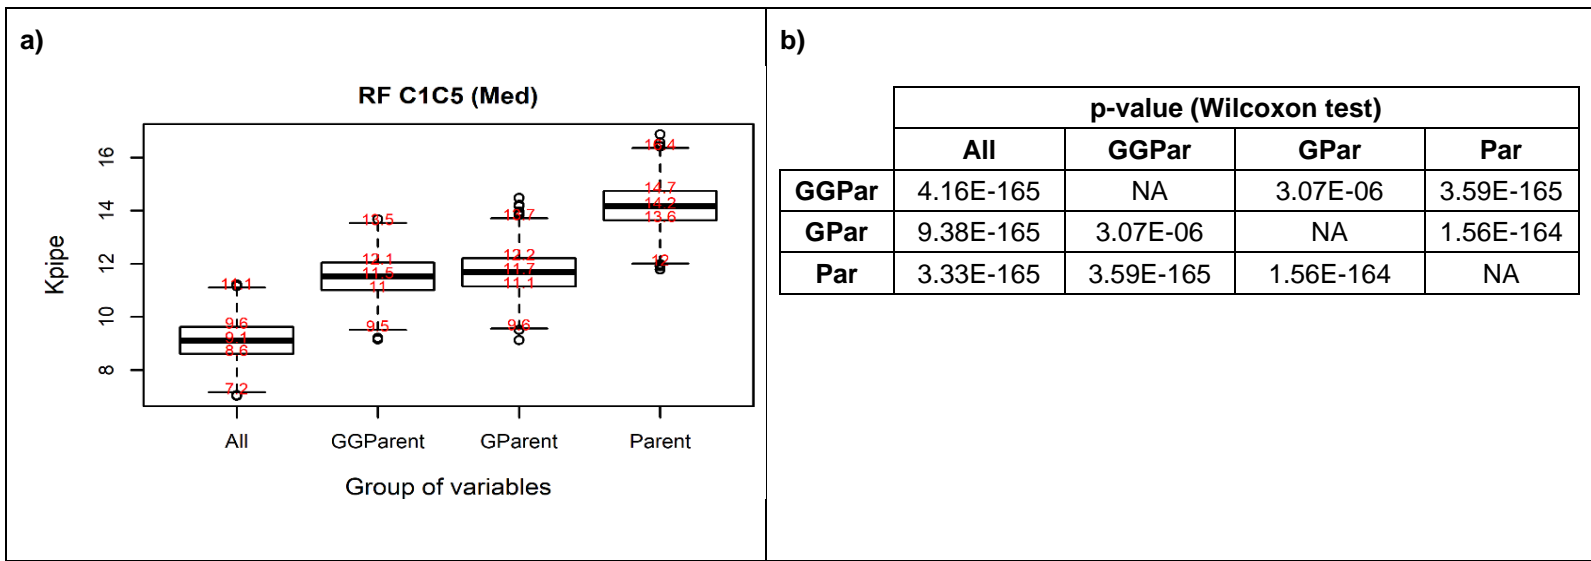 a)
RF C1C5 (Med)
Kpipe
16
14
12
10
8
11.1
9.6
9.1
8.6
7.2
13.5
12.1
11.5
11
9.5
13.7
12.2
11.7
11.1
9.6
16.4
14.7
14.2
13.6
12
All GGParent GParent Parent
Group of variables
b)
p-value (Wilcoxon test)
All GGPar GPar Par
GGPar 4.16E-165 NA 3.07E-06 3.59E-165
GPar 9.38E-165 3.07E-06 NA 1.56E-164
Par 3.33E-165 3.59E-165 1.56E-164 NA